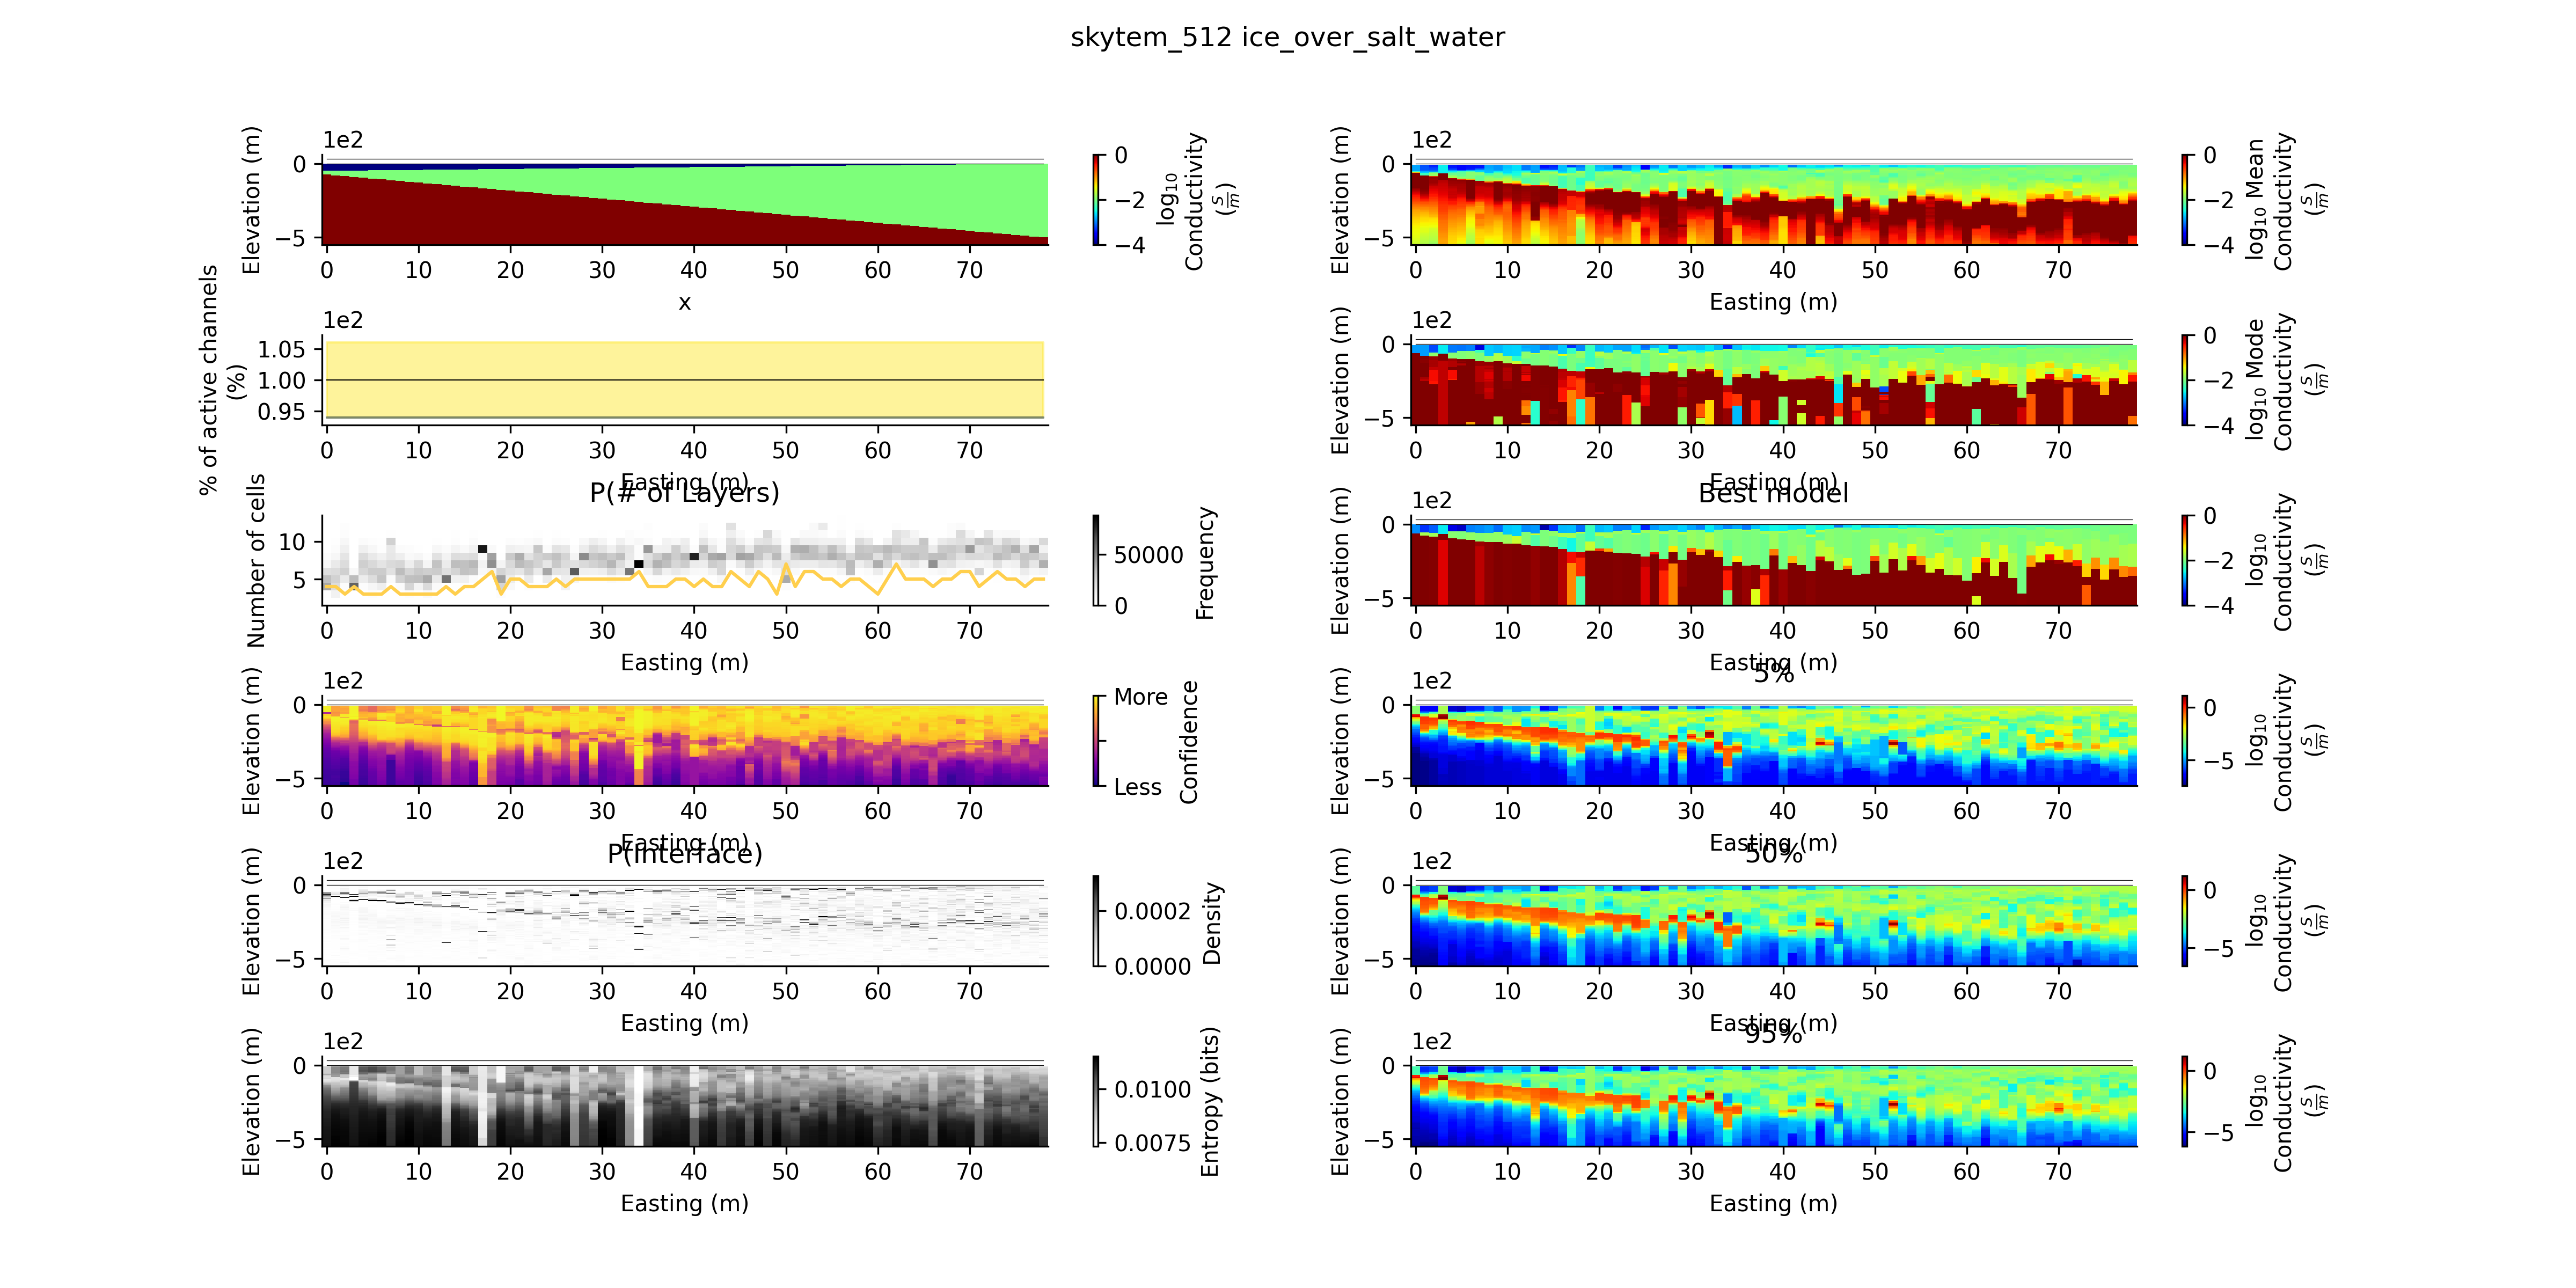 skytem_512 ice_over_salt_water
1e2
Elevation (m)
0
−5
0 10 20 30 40 50 60 70
x
0
−2
−4
log10
Conductivity
(S/m)
1e2
% of active channels
(%)
1.05
1.00
0.95
0 10 20 30 40 50 60 70
Easting (m)
P(# of Layers)
Number of cells
10
5
0 10 20 30 40 50 60 70
Easting (m)
50000
0
Frequency
1e2
Elevation (m)
0
−5
0 10 20 30 40 50 60 70
Easting (m)
More
Less
Confidence
P(Interface)
1e2
Elevation (m)
0
−5
0 10 20 30 40 50 60 70
Easting (m)
0.0002
0.0000
Density
1e2
Elevation (m)
0
−5
0 10 20 30 40 50 60 70
Easting (m)
0.0100
0.0075
Entropy (bits)
1e2
Elevation (m)
0
−5
0 10 20 30 40 50 60 70
Easting (m)
0
−2
−4
log10 Mean
Conductivity
(S/m)
1e2
Elevation (m)
0
−5
0 10 20 30 40 50 60 70
Easting (m)
0
−2
−4
log10 Mode
Conductivity
(S/m)
Best model
1e2
Elevation (m)
0
−5
0 10 20 30 40 50 60 70
Easting (m)
0
−2
−4
log10
Conductivity
(S/m)
5%
1e2
Elevation (m)
0
−5
0 10 20 30 40 50 60 70
Easting (m)
0
−5
log10
Conductivity
(S/m)
50%
1e2
Elevation (m)
0
−5
0 10 20 30 40 50 60 70
Easting (m)
0
−5
log10
Conductivity
(S/m)
95%
1e2
Elevation (m)
0
−5
0 10 20 30 40 50 60 70
Easting (m)
0
−5
log10
Conductivity
(S/m)